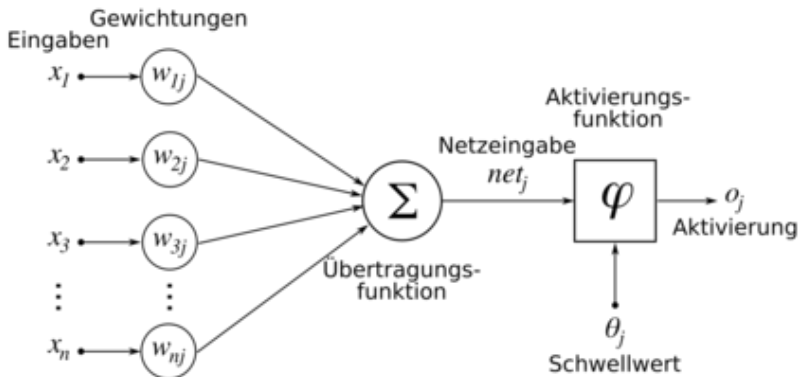 Gewichtungen
Eingaben
x1
w1j
x2
w2j
x3
w3j
⋮
⋮
xn
wnj
Σ
Übertragungs-
funktion
Netzeingabe
netj
Aktivierungs-
funktion
φ
oj
Aktivierung
θj
Schwellwert